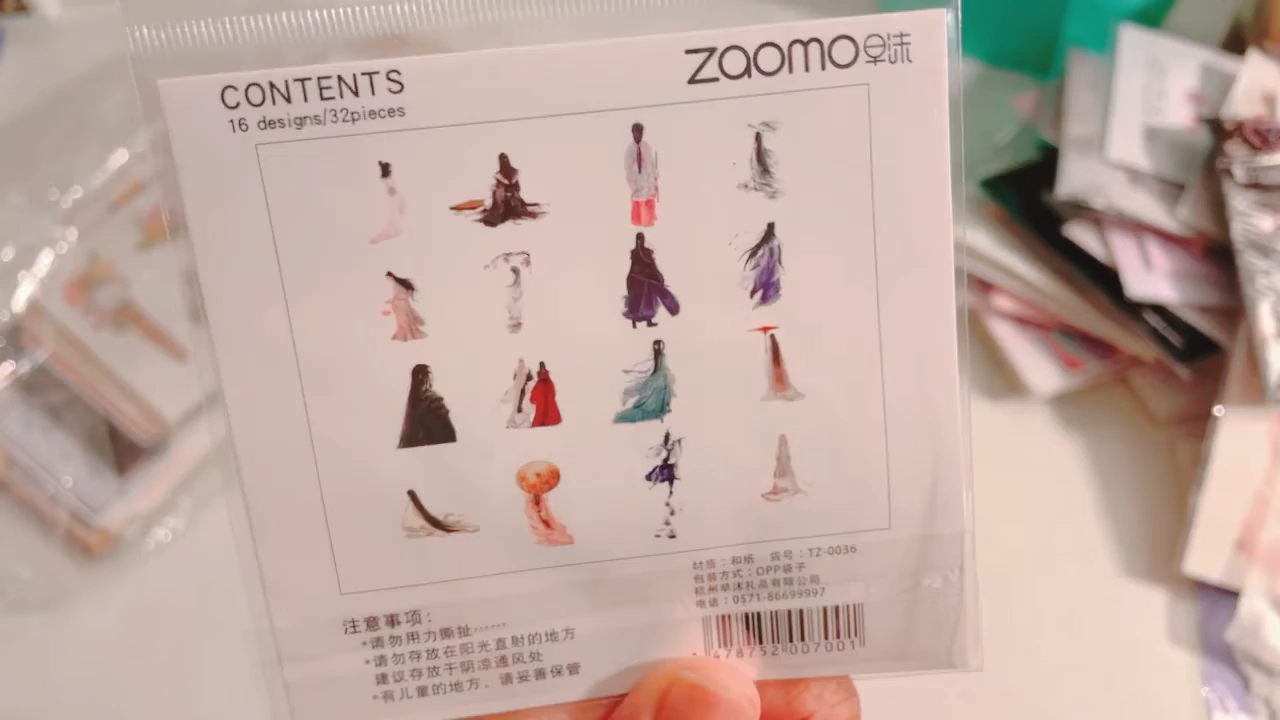 CONTENTS
16 designs/32pieces
zaomo早沐
材质：和纸 货号：TZ-0036
包装方式：OPP袋子
杭州早沐礼品有限公司
电话：0571-86699997
478752 007001
注意事项：
*请勿用力撕扯······
*请勿存放在阳光直射的地方
建议存放于阴凉通风处
*有儿童的地方，请妥善保管